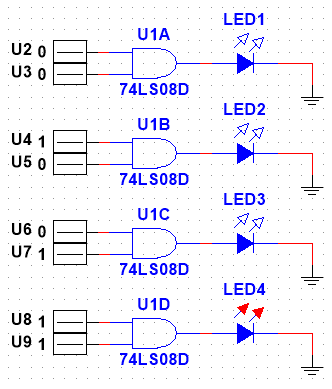 LED1
U1A
U2 0
U3 0
74LS08D
LED2
U1B
U4 1
U5 0
74LS08D
LED3
U1C
U6 0
U7 1
74LS08D
LED4
U1D
U8 1
U9 1
74LS08D